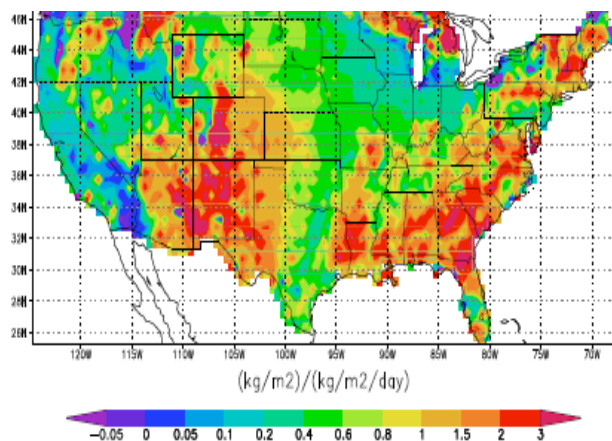 46N
44N
42N
40N
38N
36N
34N
32N
30N
28N
26N
120W 115W 110W 105W 100W 95W 90W 85W 80W 75W 70W
(kg/m2)/(kg/m2/day)
-0.05 0 0.05 0.1 0.2 0.4 0.6 0.8 1 1.5 2 3